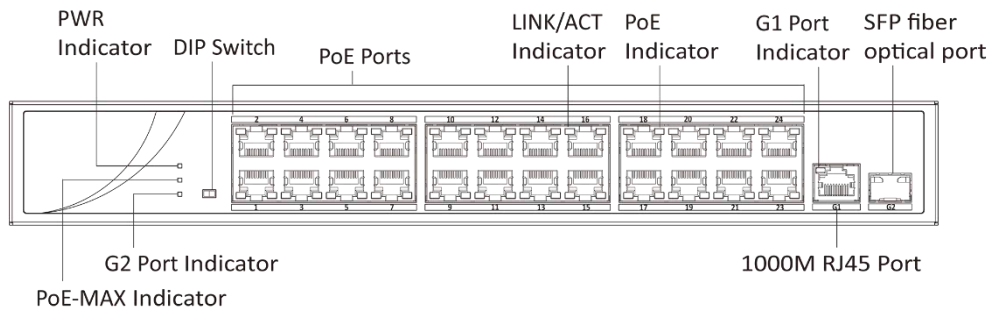 PWR
Indicator
DIP Switch
PoE Ports
LINK/ACT
Indicator
PoE
Indicator
G1 Port
Indicator
SFP fiber
optical port
2 4 6 8 10 12 14 16 18 20 22 24
1 3 5 7 9 11 13 15 17 19 21 23 G1 G2
G2 Port Indicator
1000M RJ45 Port
PoE-MAX Indicator